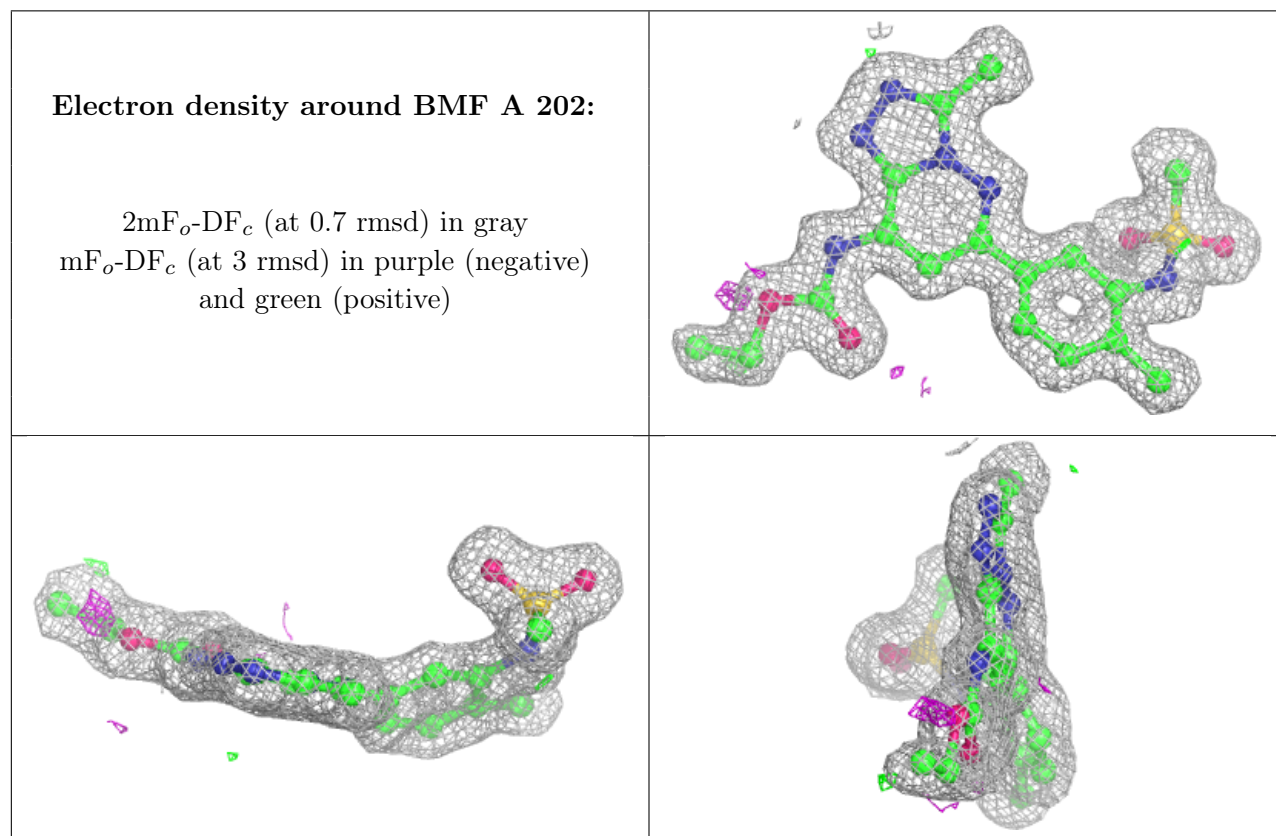 Electron density around BMF A 202:
2mFₒ-DF𝒸 (at 0.7 rmsd) in gray
mFₒ-DF𝒸 (at 3 rmsd) in purple (negative)
and green (positive)